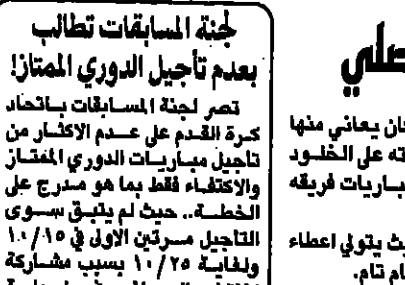 لجنة المسابقات تطالب
بعدم تأجيل الدوري الممتاز!
تصر لجنة المسابقات باتحاد
كرة القدم على عدم الاكثار من
تأجيل مباريات الدوري الممتاز
والاكتفاء فقط بما هو مدرج على
الخطة.. حيث لم يتبق سوى
التأجيل مرتين الاولى في ١٠/١٥
ولغاية ١٠/٢٥ بسبب مشاركة
ان يعاني منها
ته على الخلود
باريات فريقه
يث يتولى اعطاء
ام تام.